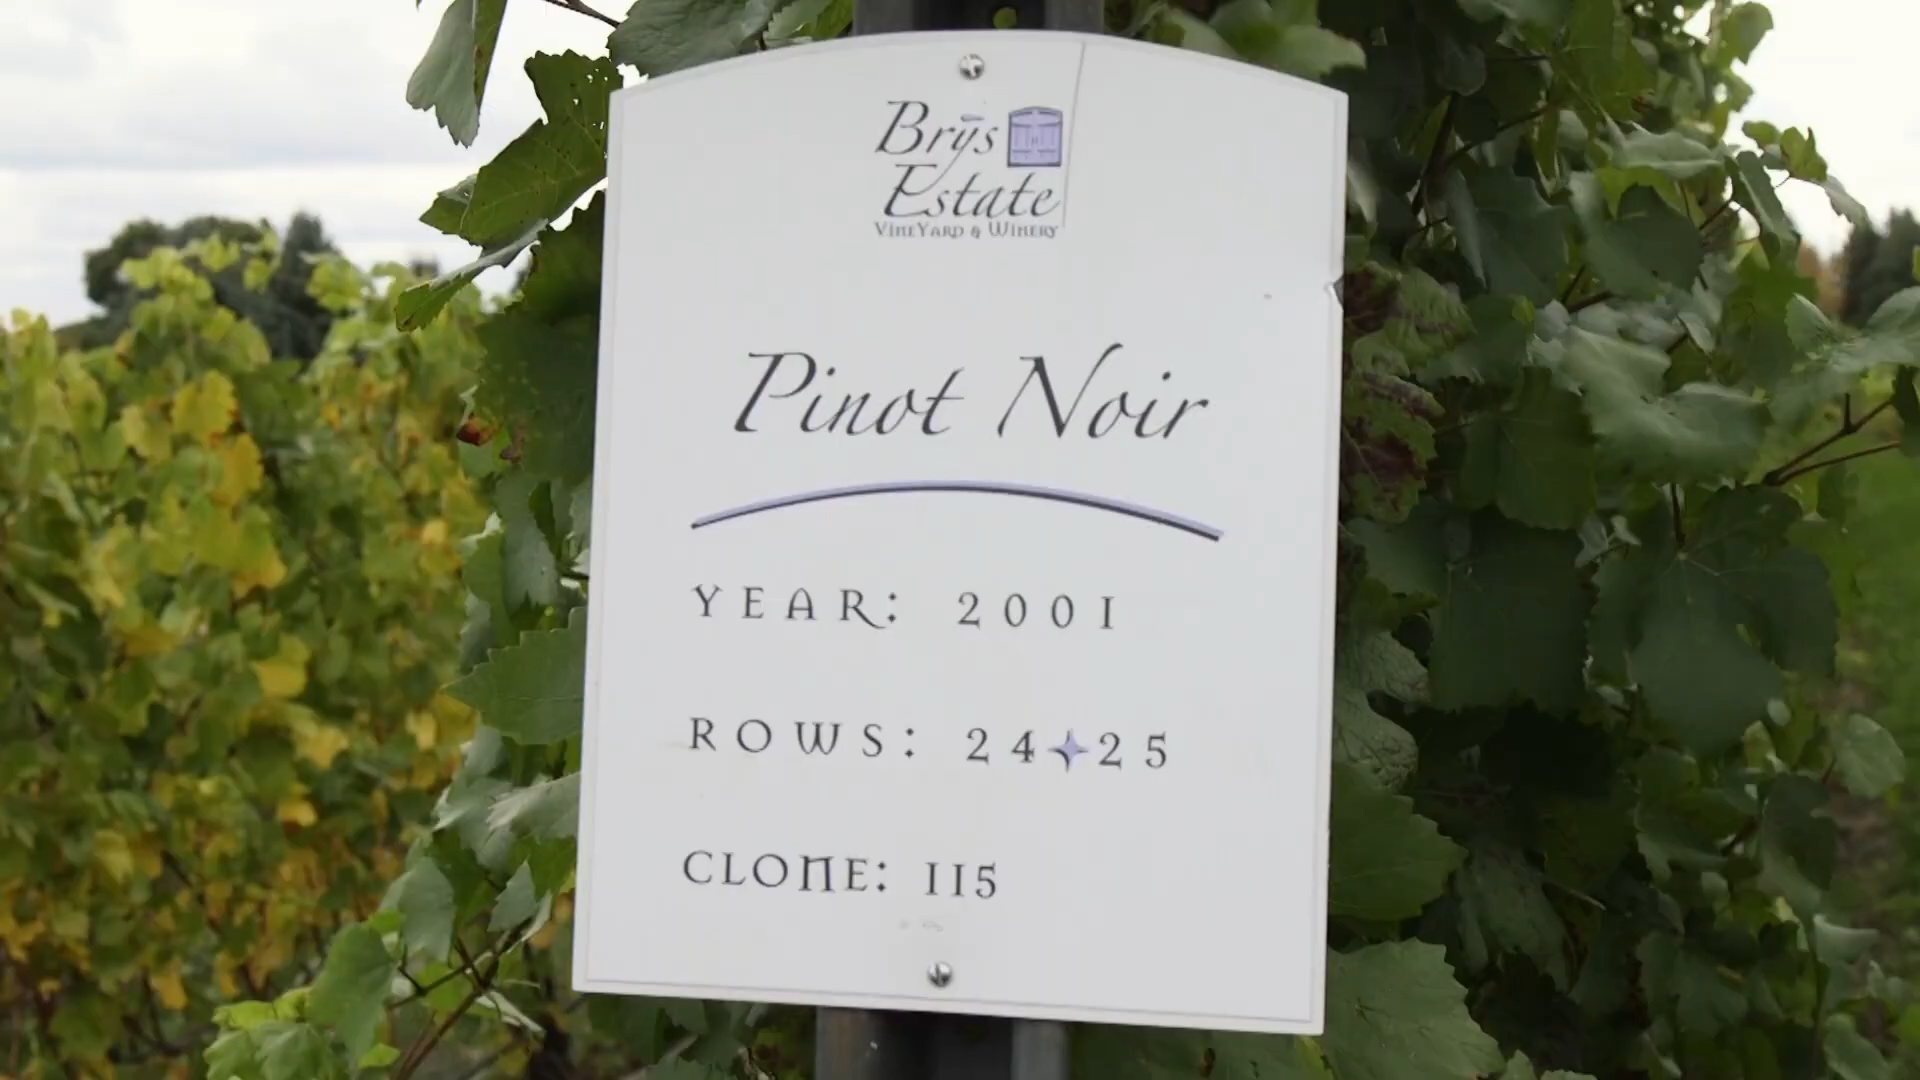 Brys
Estate
VineYard & Winery
Pinot Noir
YEAR: 2001
ROWS: 24✦25
CLONE: 115